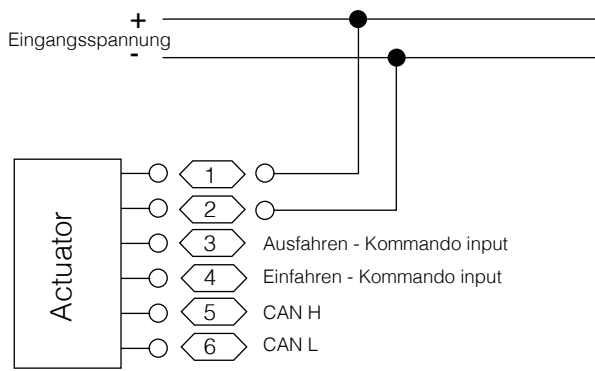 +
Eingangsspannung
-
Actuator
1
2
3 Ausfahren - Kommando input
4 Einfahren - Kommando input
5 CAN H
6 CAN L